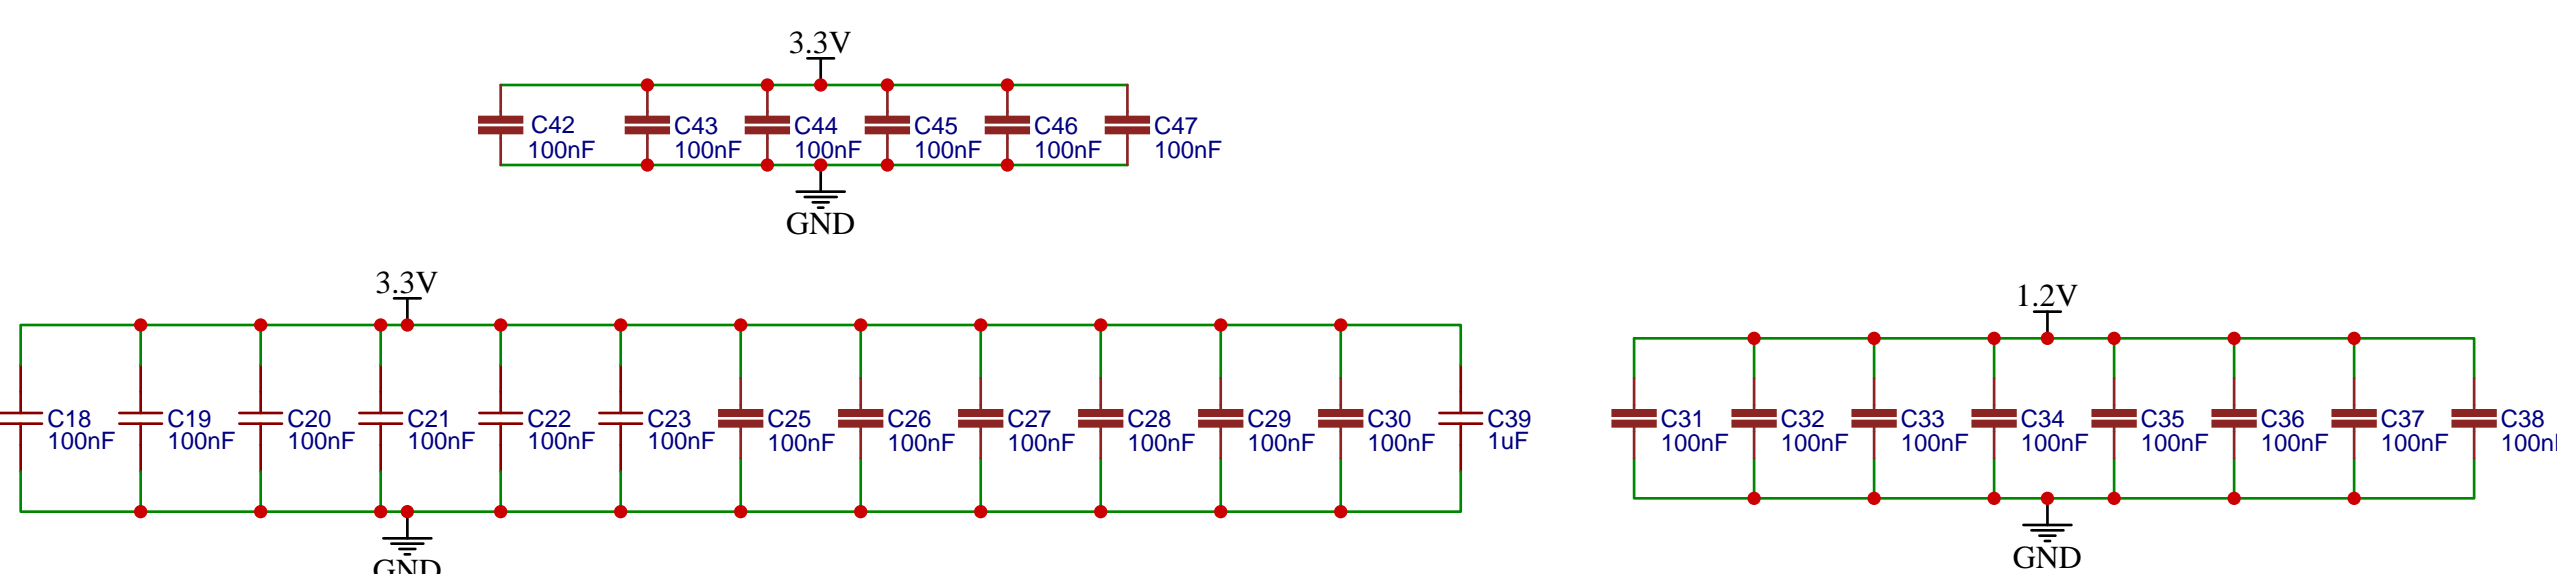 3.3V
C42 C43 C44 C45 C46 C47
100nF 100nF 100nF 100nF 100nF 100nF
GND
3.3V
1.2V
C18 C19 C20 C21 C22 C23 C25 C26 C27 C28 C29 C30 C39
100nF 100nF 100nF 100nF 100nF 100nF 100nF 100nF 100nF 100nF 100nF 100nF 1uF
C31 C32 C33 C34 C35 C36 C37 C38
100nF 100nF 100nF 100nF 100nF 100nF 100nF 100nF
GND
GND